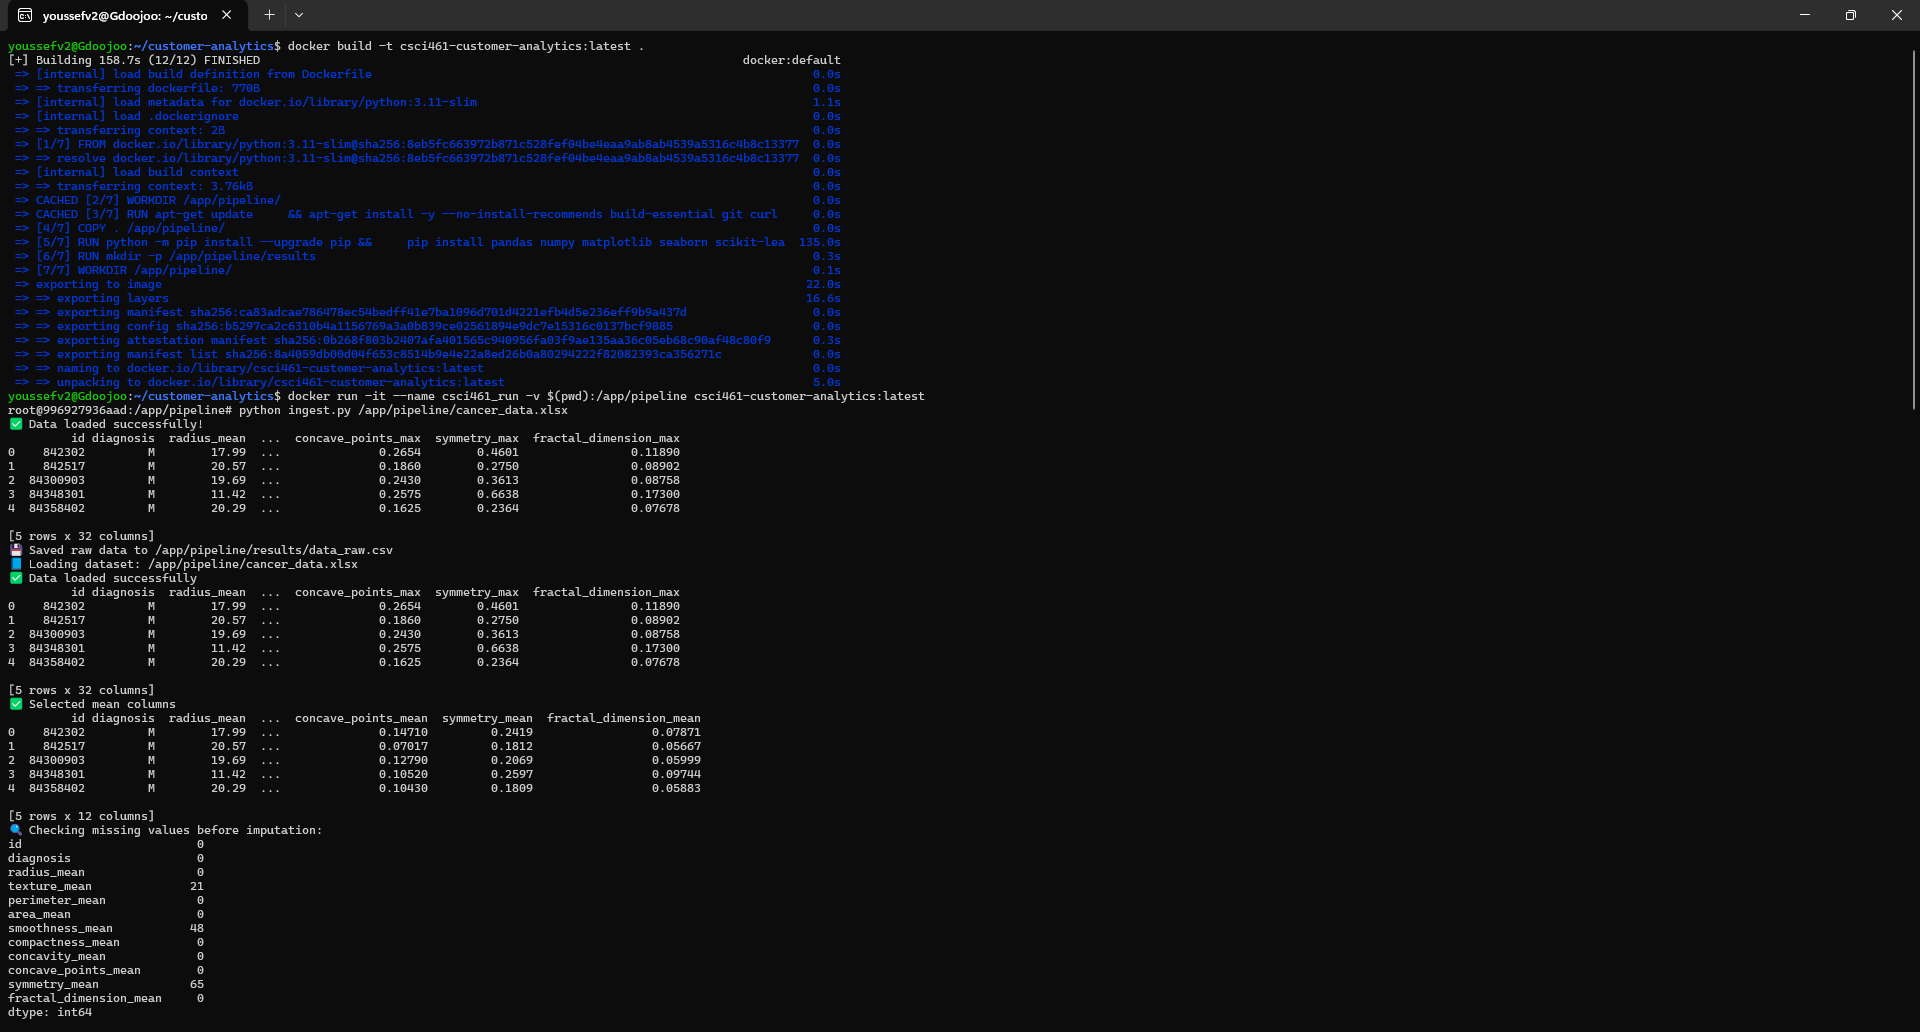 youssefv2@Gdoojoo: ~/custo
youssefv2@Gdoojoo:~/customer-analytics$ docker build -t csci461-customer-analytics:latest .
[+] Building 158.7s (12/12) FINISHED docker:default
=> [internal] load build definition from Dockerfile 0.0s
=> => transferring dockerfile: 770B 0.0s
=> [internal] load metadata for docker.io/library/python:3.11-slim 1.1s
=> [internal] load .dockerignore 0.0s
=> => transferring context: 2B 0.0s
=> [1/7] FROM docker.io/library/python:3.11-slim@sha256:8eb5fc663972b871c528fef04be4eaa9ab8ab4539a5316c4b8c13377 0.0s
=> => resolve docker.io/library/python:3.11-slim@sha256:8eb5fc663972b871c528fef04be4eaa9ab8ab4539a5316c4b8c13377 0.0s
=> [internal] load build context 0.0s
=> => transferring context: 3.76kB 0.0s
=> CACHED [2/7] WORKDIR /app/pipeline/ 0.0s
=> CACHED [3/7] RUN apt-get update && apt-get install -y --no-install-recommends build-essential git curl 0.0s
=> [4/7] COPY . /app/pipeline/ 0.0s
=> [5/7] RUN python -m pip install --upgrade pip && pip install pandas numpy matplotlib seaborn scikit-lea 135.0s
=> [6/7] RUN mkdir -p /app/pipeline/results 0.3s
=> [7/7] WORKDIR /app/pipeline/ 0.1s
=> exporting to image 22.0s
=> => exporting layers 16.6s
=> => exporting manifest sha256:ca83adcae786478ec54bedff41e7ba1096d701d4221efb4d5e236eff9b9a437d 0.0s
=> => exporting config sha256:b5297ca2c6310b4a1156769a3a0b839ce02561894e9dc7e15316c0137bcf9885 0.0s
=> => exporting attestation manifest sha256:0b268f803b2407afa401565c940956fa03f9ae135aa36c05eb68c90af48c80f9 0.3s
=> => exporting manifest list sha256:8a4059db00d04f653c8514b9e4e22a8ed26b0a80294222f82082393ca356271c 0.0s
=> => naming to docker.io/library/csci461-customer-analytics:latest 0.0s
=> => unpacking to docker.io/library/csci461-customer-analytics:latest 5.0s
youssefv2@Gdoojoo:~/customer-analytics$ docker run -it --name csci461_run -v $(pwd):/app/pipeline csci461-customer-analytics:latest
root@996927936aad:/app/pipeline# python ingest.py /app/pipeline/cancer_data.xlsx
✅ Data loaded successfully!
id diagnosis radius_mean ... concave_points_max symmetry_max fractal_dimension_max
0 842302 M 17.99 ... 0.2654 0.4601 0.11890
1 842517 M 20.57 ... 0.1860 0.2750 0.08902
2 84300903 M 19.69 ... 0.2430 0.3613 0.08758
3 84348301 M 11.42 ... 0.2575 0.6638 0.17300
4 84358402 M 20.29 ... 0.1625 0.2364 0.07678
[5 rows x 32 columns]
💾 Saved raw data to /app/pipeline/results/data_raw.csv
📘 Loading dataset: /app/pipeline/cancer_data.xlsx
✅ Data loaded successfully
id diagnosis radius_mean ... concave_points_max symmetry_max fractal_dimension_max
0 842302 M 17.99 ... 0.2654 0.4601 0.11890
1 842517 M 20.57 ... 0.1860 0.2750 0.08902
2 84300903 M 19.69 ... 0.2430 0.3613 0.08758
3 84348301 M 11.42 ... 0.2575 0.6638 0.17300
4 84358402 M 20.29 ... 0.1625 0.2364 0.07678
[5 rows x 32 columns]
✅ Selected mean columns
id diagnosis radius_mean ... concave_points_mean symmetry_mean fractal_dimension_mean
0 842302 M 17.99 ... 0.14710 0.2419 0.07871
1 842517 M 20.57 ... 0.07017 0.1812 0.05667
2 84300903 M 19.69 ... 0.12790 0.2069 0.05999
3 84348301 M 11.42 ... 0.10520 0.2597 0.09744
4 84358402 M 20.29 ... 0.10430 0.1809 0.05883
[5 rows x 12 columns]
🔍 Checking missing values before imputation:
id 0
diagnosis 0
radius_mean 0
texture_mean 21
perimeter_mean 0
area_mean 0
smoothness_mean 48
compactness_mean 0
concavity_mean 0
concave_points_mean 0
symmetry_mean 65
fractal_dimension_mean 0
dtype: int64